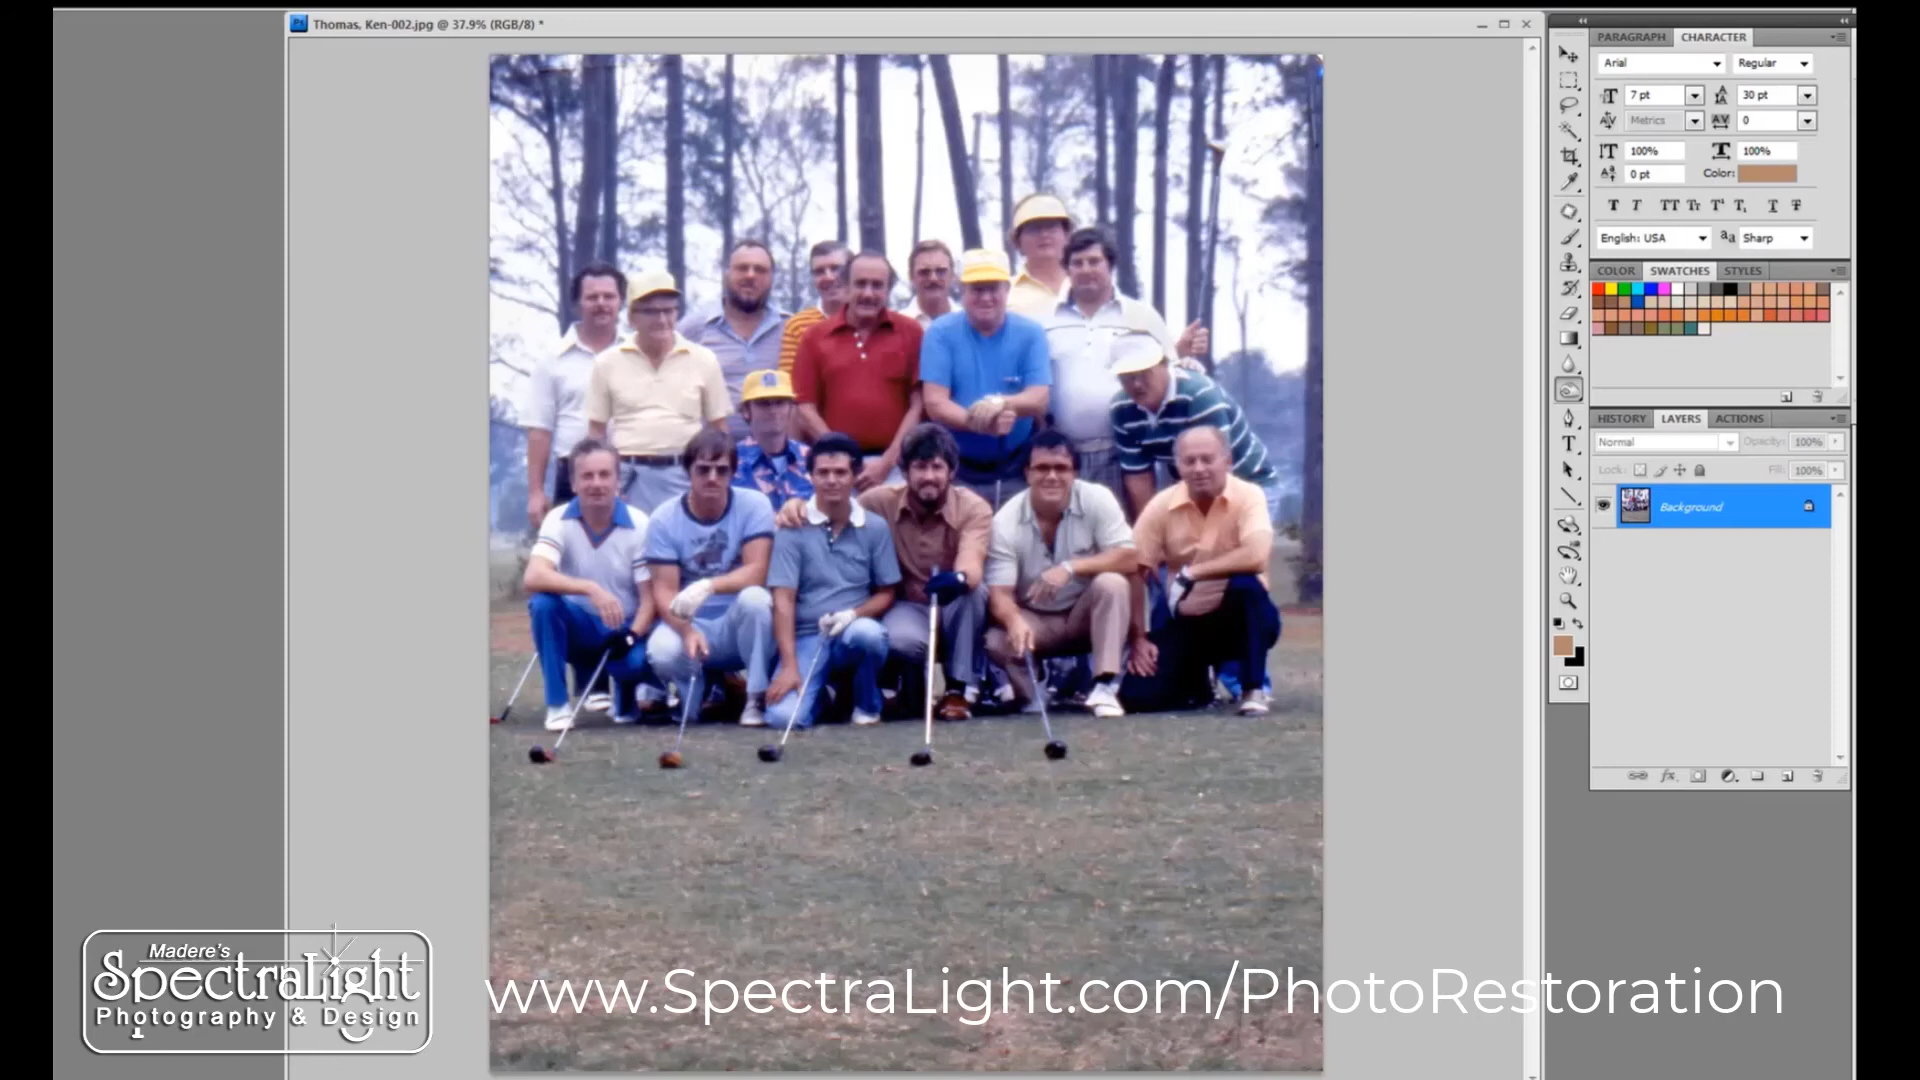 Thomas, Ken-002.jpg @ 37.9% (RGB/8) *
PARAGRAPH CHARACTER
Arial Regular
7 pt 30 pt
Metrics 0
100% 100%
0 pt Color:
English: USA Sharp
COLOR SWATCHES STYLES
HISTORY LAYERS ACTIONS
Normal Opacity: 100%
Lock: Fill: 100%
Background
Madere's
SpectraLight
Photography & Design
www.SpectraLight.com/PhotoRestoration